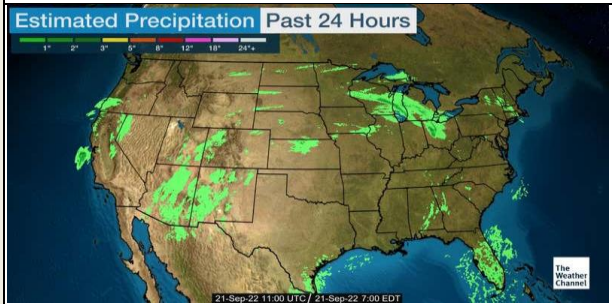 Estimated Precipitation Past 24 Hours
1" 2" 3" 5" 8" 12" 18" 24"+
The
Weather
Channel
21-Sep-22 11:00 UTC / 21-Sep-22 7:00 EDT